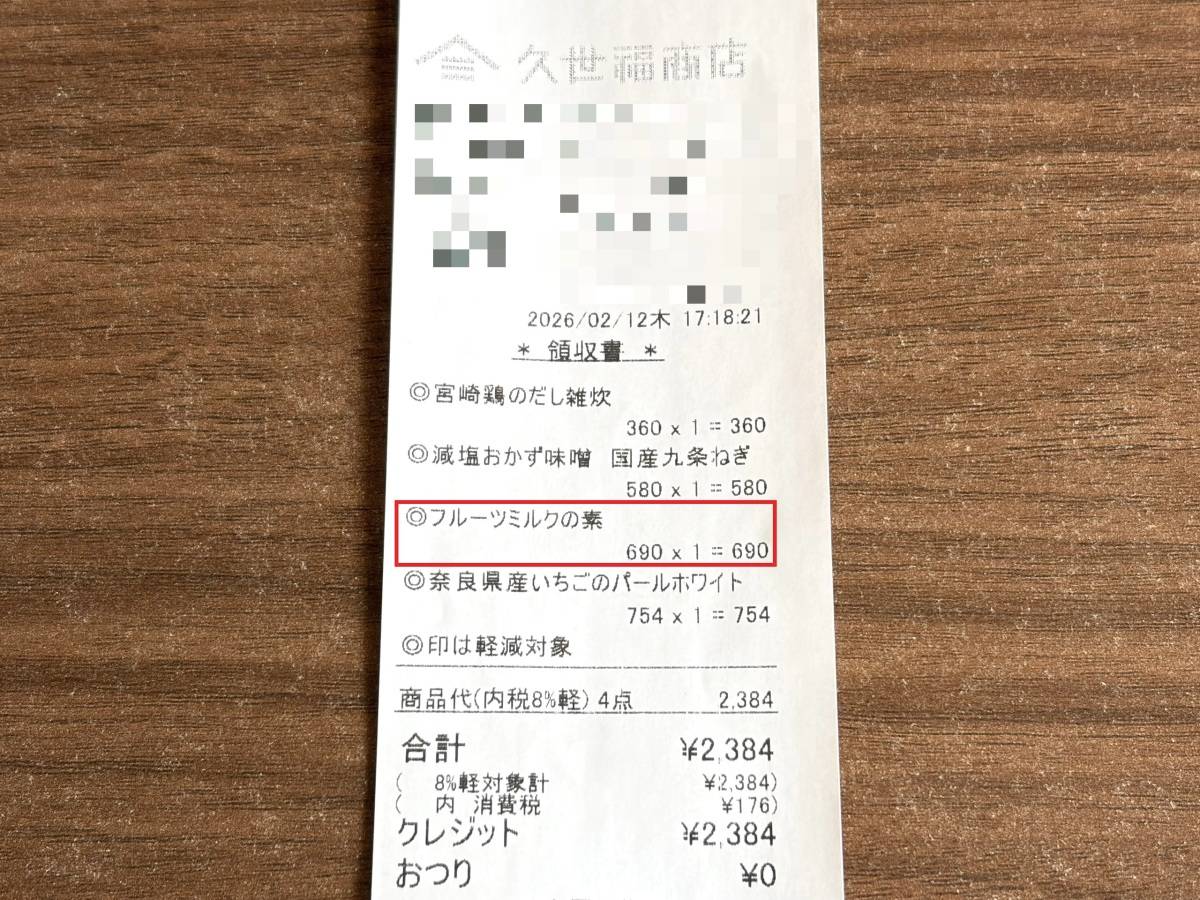 久世福商店
2026/02/12木 17:18:21
* 領収書 *
◎宮崎鶏のだし雑炊
360 x 1 = 360
◎減塩おかず味噌 国産九条ねぎ
580 x 1 = 580
◎フルーツミルクの素
690 x 1 = 690
◎奈良県産いちごのパールホワイト
754 x 1 = 754
◎印は軽減対象
商品代(内税8%軽) 4点 2,384
合計 ¥2,384
( 8%軽対象計 ¥2,384)
( 内 消費税 ¥176)
クレジット ¥2,384
おつり ¥0